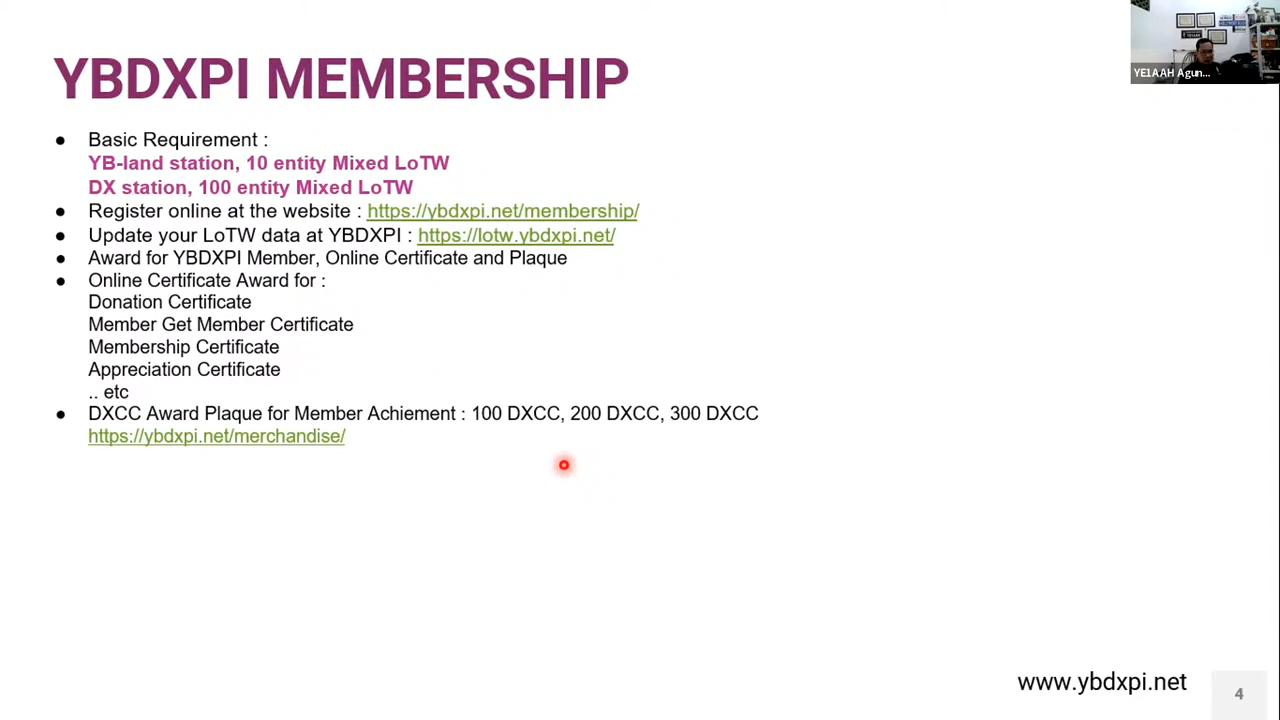 YBDXPI MEMBERSHIP
YE1AAH Agun...
● Basic Requirement :
YB-land station, 10 entity Mixed LoTW
DX station, 100 entity Mixed LoTW
● Register online at the website : https://ybdxpi.net/membership/
● Update your LoTW data at YBDXPI : https://lotw.ybdxpi.net/
● Award for YBDXPI Member, Online Certificate and Plaque
● Online Certificate Award for :
Donation Certificate
Member Get Member Certificate
Membership Certificate
Appreciation Certificate
.. etc
● DXCC Award Plaque for Member Achiement : 100 DXCC, 200 DXCC, 300 DXCC
https://ybdxpi.net/merchandise/
www.ybdxpi.net
4